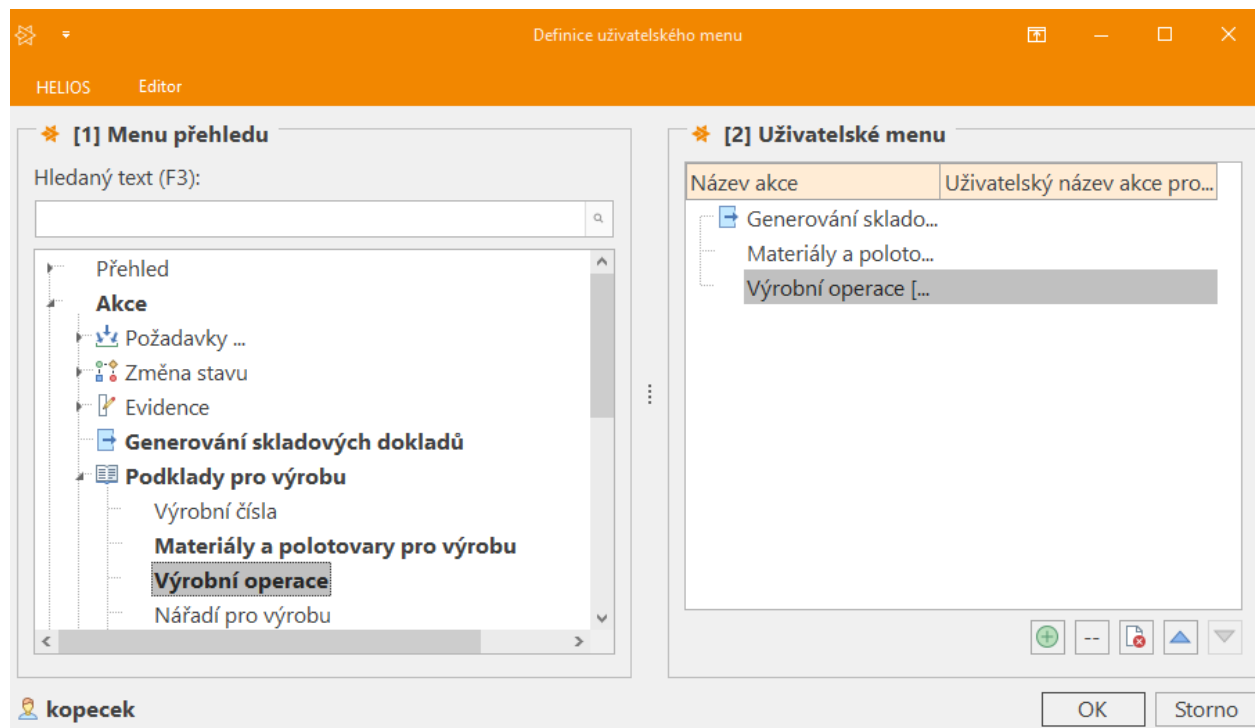 Definice uživatelského menu
HELIOS Editor
[1] Menu přehledu
Hledaný text (F3):
Přehled
Akce
Požadavky ...
Změna stavu
Evidence
Generování skladových dokladů
Podklady pro výrobu
Výrobní čísla
Materiály a polotovary pro výrobu
Výrobní operace
Nářadí pro výrobu
[2] Uživatelské menu
Název akce Uživatelský název akce pro...
Generování sklado...
Materiály a poloto...
Výrobní operace [...
--
kopecek
OK Storno